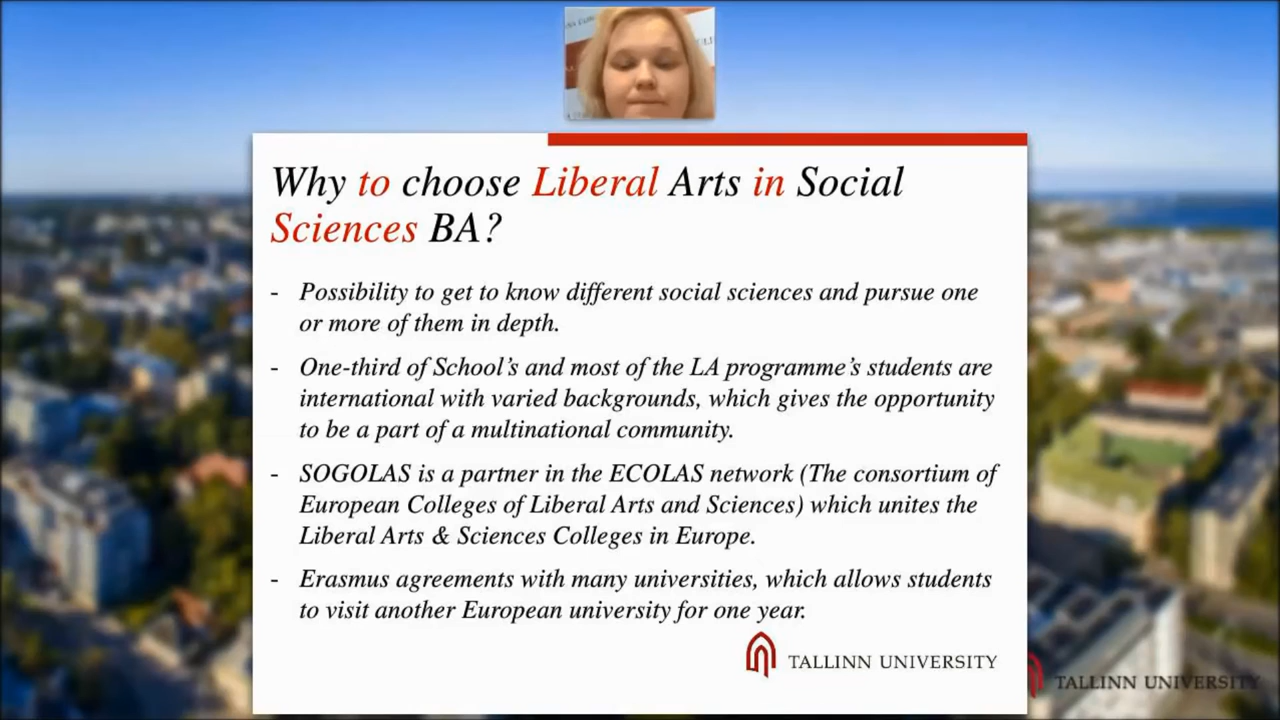 Why to choose Liberal Arts in Social
Sciences BA?
- Possibility to get to know different social sciences and pursue one
or more of them in depth.
- One-third of School's and most of the LA programme's students are
international with varied backgrounds, which gives the opportunity
to be a part of a multinational community.
- SOGOLAS is a partner in the ECOLAS network (The consortium of
European Colleges of Liberal Arts and Sciences) which unites the
Liberal Arts & Sciences Colleges in Europe.
- Erasmus agreements with many universities, which allows students
to visit another European university for one year.
TALLINN UNIVERSITY
TALLINN UNIVERSITY